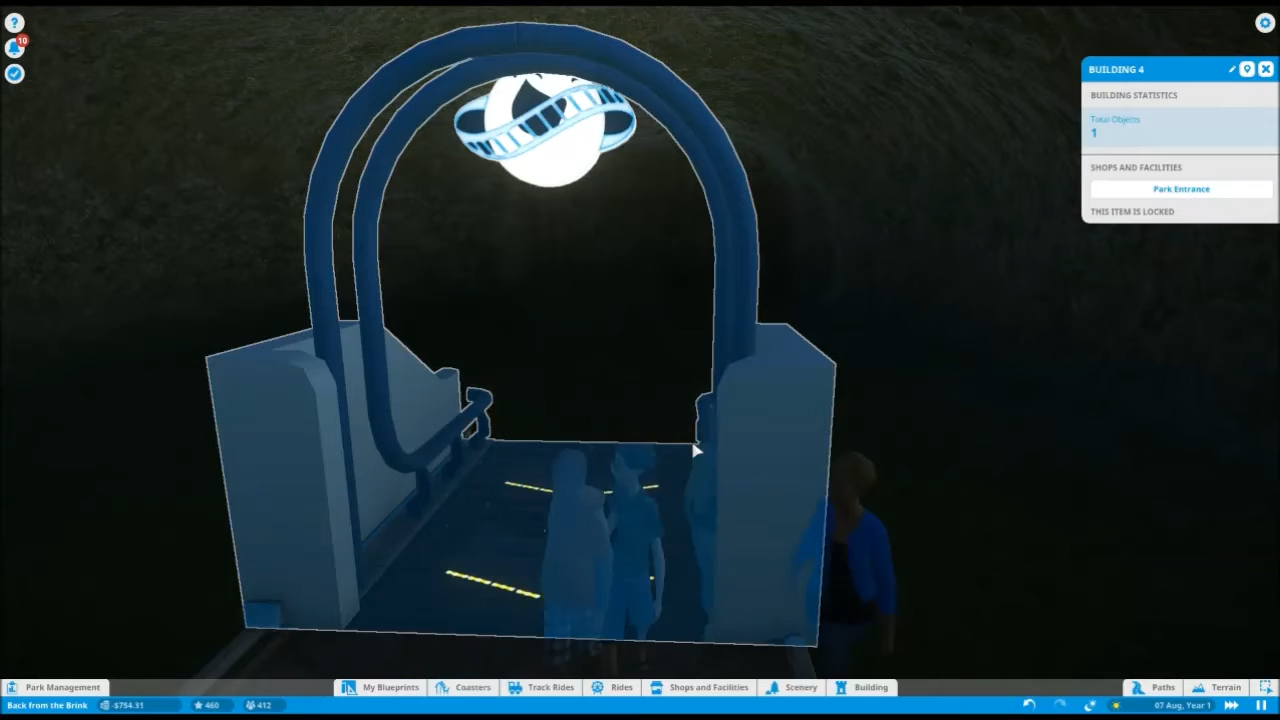 ?
10
BUILDING 4
BUILDING STATISTICS
Total Objects
1
SHOPS AND FACILITIES
Park Entrance
THIS ITEM IS LOCKED
Park Management
My Blueprints
Coasters
Track Rides
Rides
Shops and Facilities
Scenery
Building
Paths
Terrain
Back from the Brink
-$754.31
460
412
07 Aug, Year 1